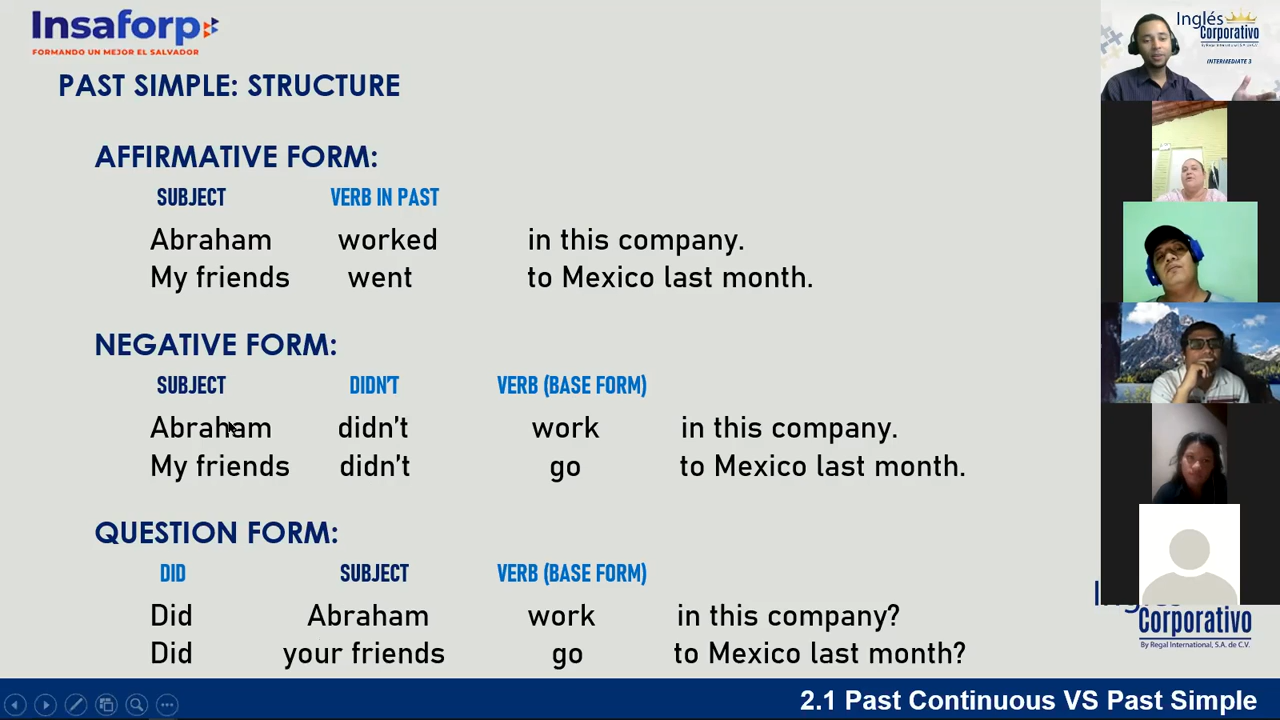 Insaforp
FORMANDO UN MEJOR EL SALVADOR
PAST SIMPLE: STRUCTURE
AFFIRMATIVE FORM:
SUBJECT VERB IN PAST
Abraham worked in this company.
My friends went to Mexico last month.
NEGATIVE FORM:
SUBJECT DIDN'T VERB (BASE FORM)
Abraham didn't work in this company.
My friends didn't go to Mexico last month.
QUESTION FORM:
DID SUBJECT VERB (BASE FORM)
Did Abraham work in this company?
Did your friends go to Mexico last month?
2.1 Past Continuous VS Past Simple
Inglés
Corporativo
By Regal International, S.A. de C.V.
INTERMEDIATE 3
Corporativo
By Regal International, S.A. de C.V.